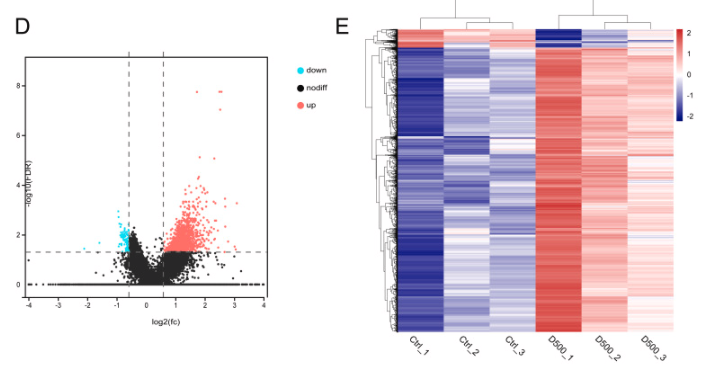 D
E
down
nodiff
up
-log10(FDR)
8
6
4
2
0
-4
-3
-2
-1
0
1
2
3
4
log2(fc)
2
1
0
-1
-2
Ctrl_1
Ctrl_2
Ctrl_3
D500_1
D500_2
D500_3